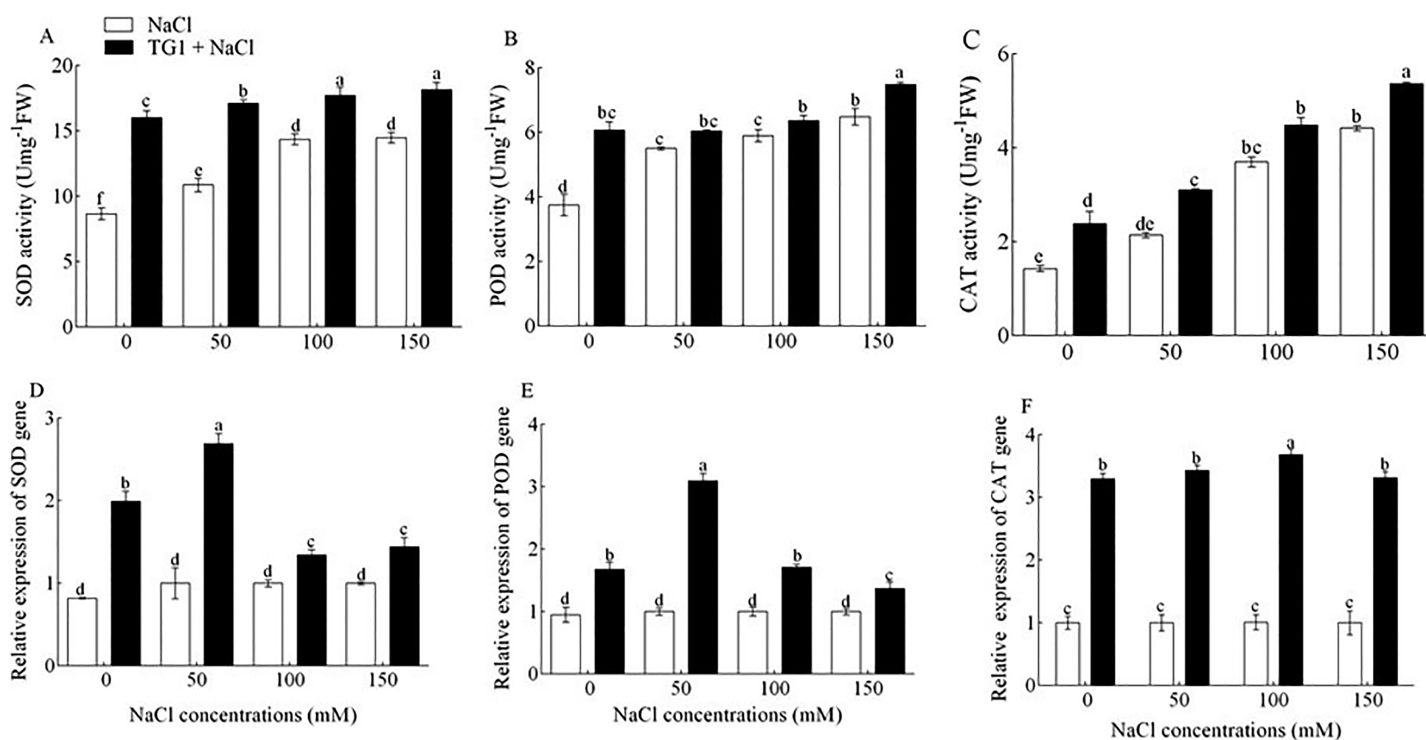 NaCl
TG1 + NaCl
A
SOD activity (Umg-1FW)
20
15
10
5
0
f
c
e
b
d
a
d
a
0 50 100 150
B
POD activity (Umg-1FW)
8
6
4
2
0
d
bc
c
bc
c
b
b
a
0 50 100 150
C
CAT activity (Umg-1FW)
6
4
2
0
e
d
de
c
bc
b
b
a
0 50 100 150
D
Relative expression of SOD gene
3
2
1
0
d
b
d
a
d
c
d
c
0 50 100 150
NaCl concentrations (mM)
E
Relative expression of POD gene
4
3
2
1
0
d
b
d
a
d
b
d
c
0 50 100 150
NaCl concentrations (mM)
F
Relative expression of CAT gene
4
3
2
1
0
c
b
c
b
c
a
c
b
0 50 100 150
NaCl concentrations (mM)